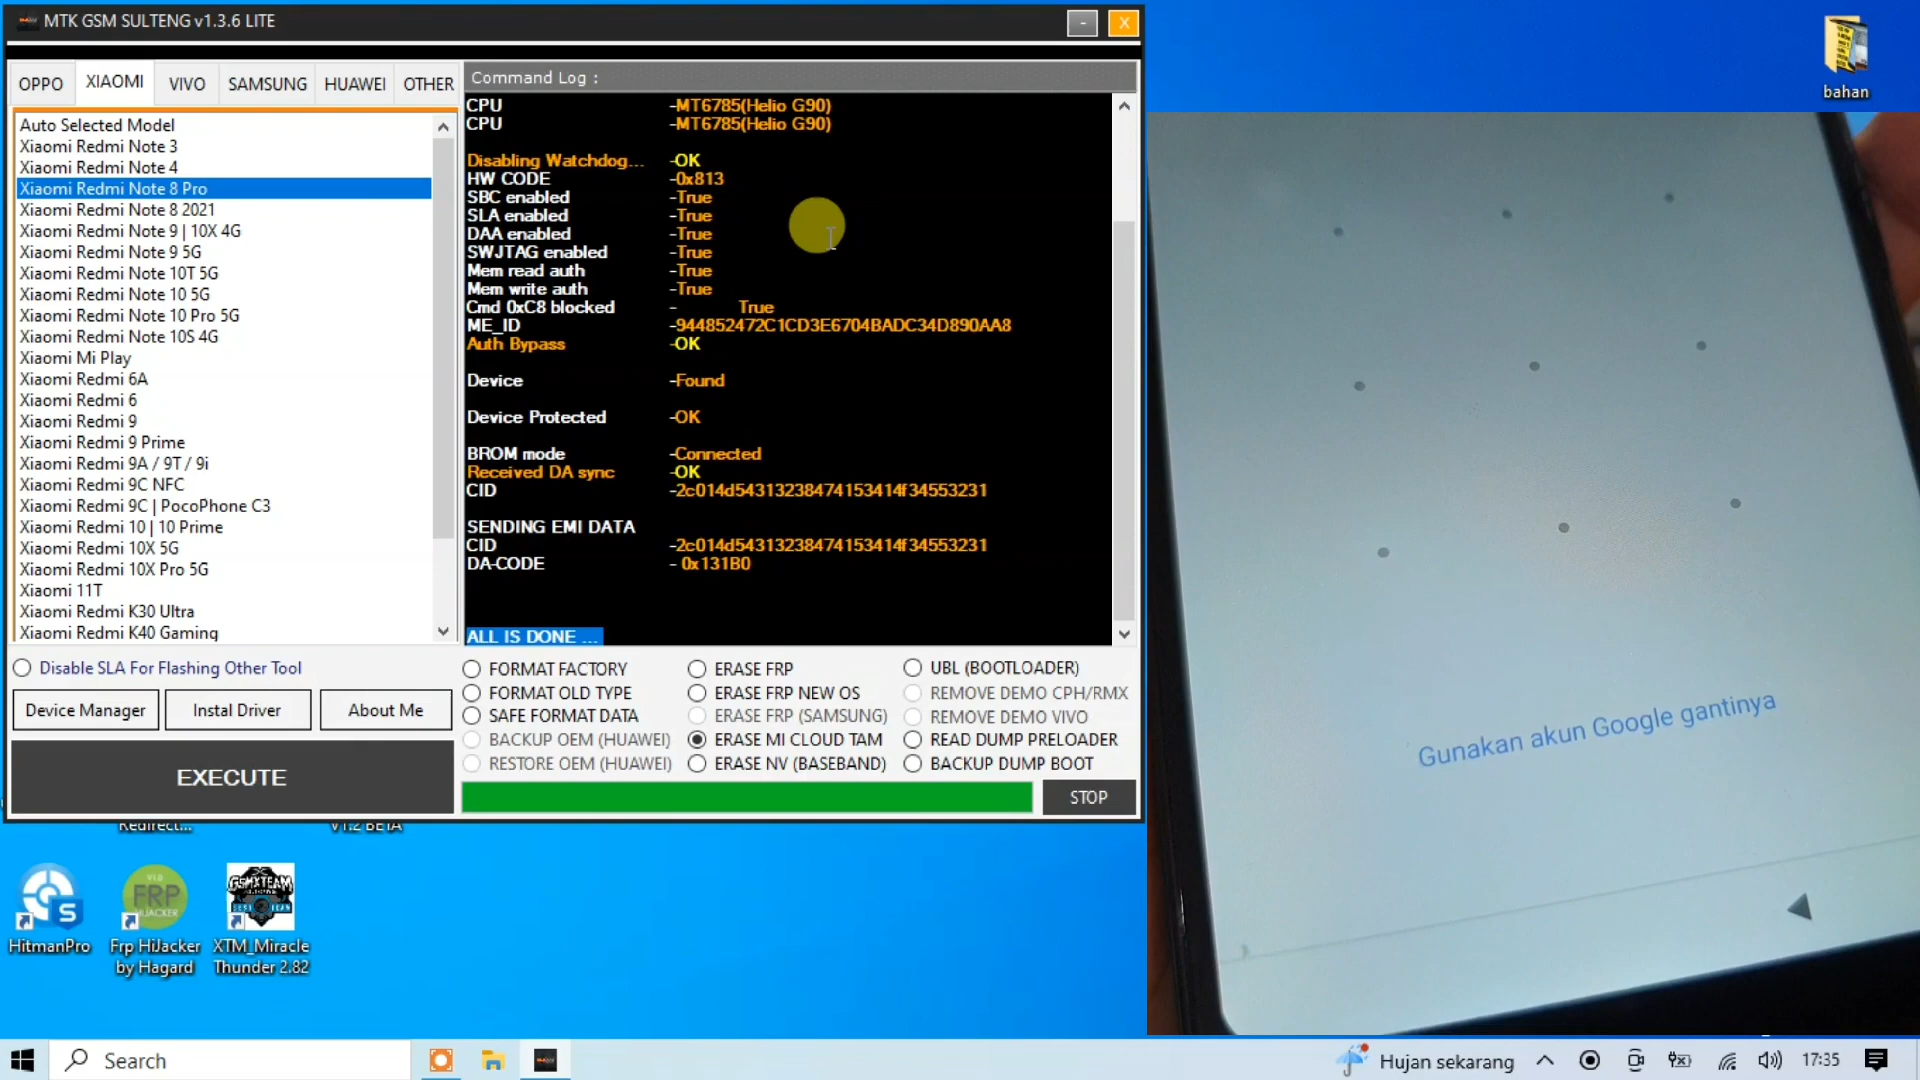 MTK GSM SULTENG v1.3.6 LITE
-
X
OPPO
XIAOMI
VIVO
SAMSUNG
HUAWEI
OTHER
Auto Selected Model
Xiaomi Redmi Note 3
Xiaomi Redmi Note 4
Xiaomi Redmi Note 8 Pro
Xiaomi Redmi Note 8 2021
Xiaomi Redmi Note 9 | 10X 4G
Xiaomi Redmi Note 9 5G
Xiaomi Redmi Note 10T 5G
Xiaomi Redmi Note 10 5G
Xiaomi Redmi Note 10 Pro 5G
Xiaomi Redmi Note 10S 4G
Xiaomi Mi Play
Xiaomi Redmi 6A
Xiaomi Redmi 6
Xiaomi Redmi 9
Xiaomi Redmi 9 Prime
Xiaomi Redmi 9A / 9T / 9i
Xiaomi Redmi 9C NFC
Xiaomi Redmi 9C | PocoPhone C3
Xiaomi Redmi 10 | 10 Prime
Xiaomi Redmi 10X 5G
Xiaomi Redmi 10X Pro 5G
Xiaomi 11T
Xiaomi Redmi K30 Ultra
Xiaomi Redmi K40 Gaming
Command Log :
CPU -MT6785(Helio G90)
CPU -MT6785(Helio G90)
Disabling Watchdog... -OK
HW CODE -0x813
SBC enabled -True
SLA enabled -True
DAA enabled -True
SWJTAG enabled -True
Mem read auth -True
Mem write auth -True
Cmd 0xC8 blocked - True
ME_ID -944852472C1CD3E6704BADC34D890AA8
Auth Bypass -OK
Device -Found
Device Protected -OK
BROM mode -Connected
Received DA sync -OK
CID -2c014d54313238474153414f34553231
SENDING EMI DATA
CID -2c014d54313238474153414f34553231
DA-CODE - 0x131B0
ALL IS DONE ...
Disable SLA For Flashing Other Tool
Device Manager
Instal Driver
About Me
EXECUTE
FORMAT FACTORY
FORMAT OLD TYPE
SAFE FORMAT DATA
BACKUP OEM (HUAWEI)
RESTORE OEM (HUAWEI)
ERASE FRP
ERASE FRP NEW OS
ERASE FRP (SAMSUNG)
ERASE MI CLOUD TAM
ERASE NV (BASEBAND)
UBL (BOOTLOADER)
REMOVE DEMO CPH/RMX
REMOVE DEMO VIVO
READ DUMP PRELOADER
BACKUP DUMP BOOT
STOP
bahan
Gunakan akun Google gantinya
Redirect...
V1.2 BETA
S
HitmanPro
V1.0
FRP
HIJACKER
Frp HiJacker
by Hagard
GSMXTEAM
XTM_Miracle
Thunder 2.82
Search
Hujan sekarang
17:35